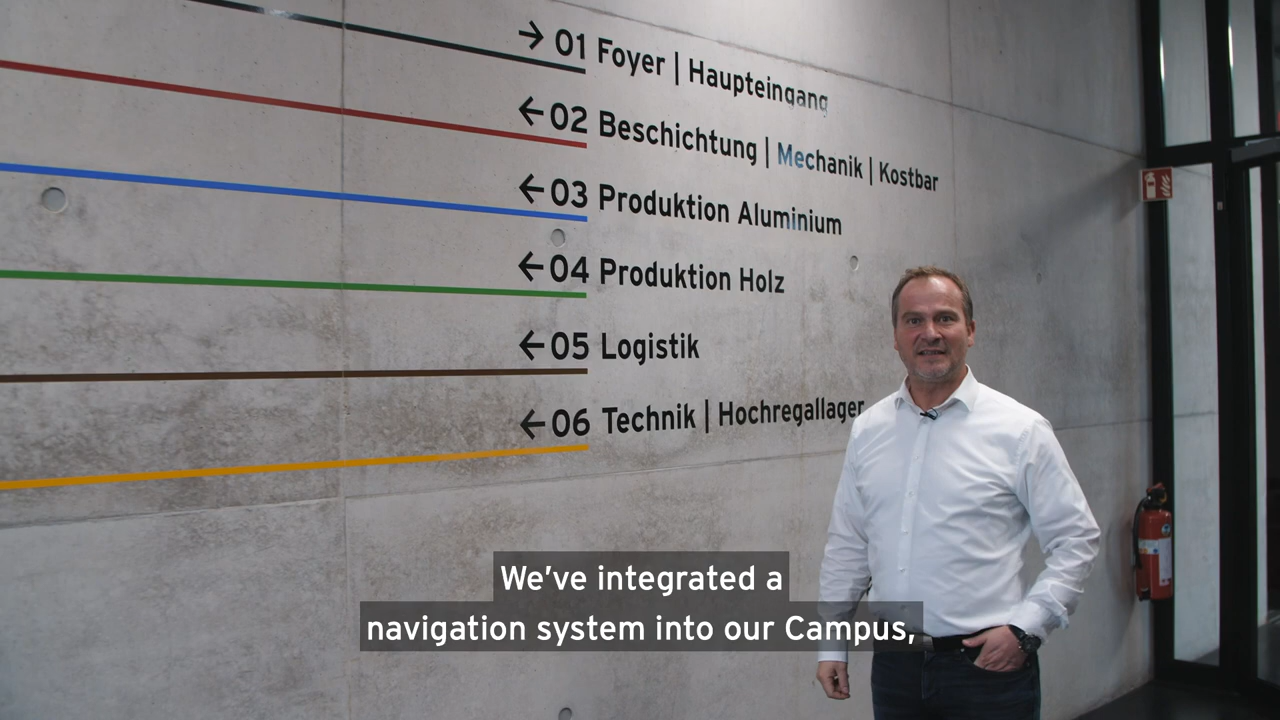 → 01 Foyer | Haupteingang
← 02 Beschichtung | Mechanik | Kostbar
← 03 Produktion Aluminium
← 04 Produktion Holz
← 05 Logistik
← 06 Technik | Hochregallager
We've integrated a
navigation system into our Campus,